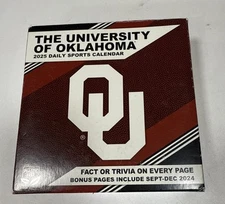 THE UNIVERSITY
OF OKLAHOMA
2025 DAILY SPORTS CALENDAR
OU
FACT OR TRIVIA ON EVERY PAGE
BONUS PAGES INCLUDE SEPT-DEC 2024